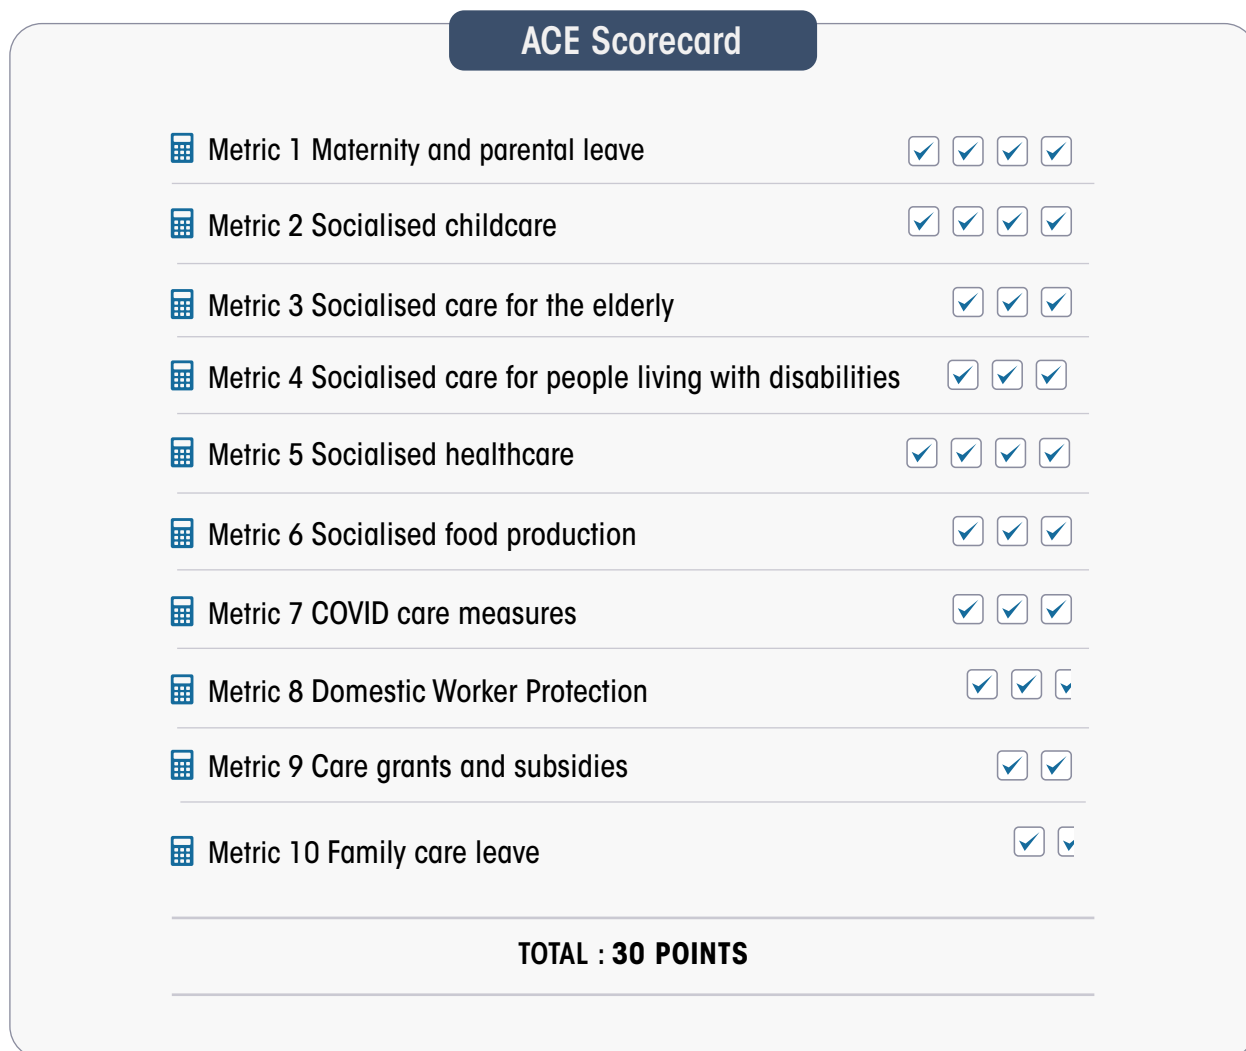 ACE Scorecard
Metric 1 Maternity and parental leave
Metric 2 Socialised childcare
Metric 3 Socialised care for the elderly
Metric 4 Socialised care for people living with disabilities
Metric 5 Socialised healthcare
Metric 6 Socialised food production
Metric 7 COVID care measures
Metric 8 Domestic Worker Protection
Metric 9 Care grants and subsidies
Metric 10 Family care leave
TOTAL : 30 POINTS